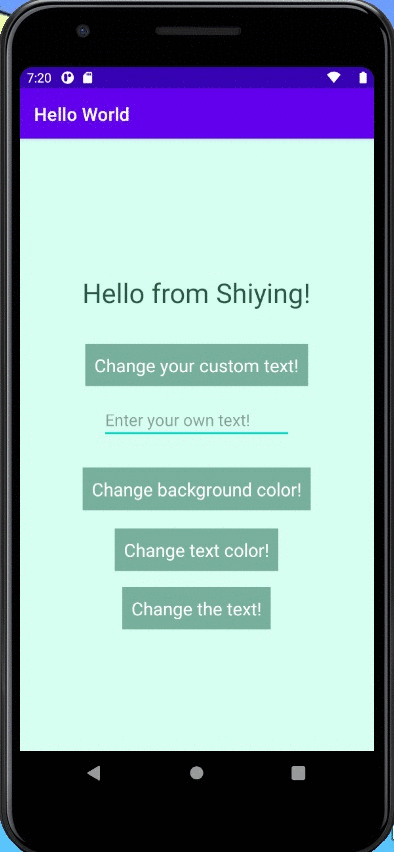 7:20
Hello World
Hello from Shiying!
Change your custom text!
Enter your own text!
Change background color!
Change text color!
Change the text!